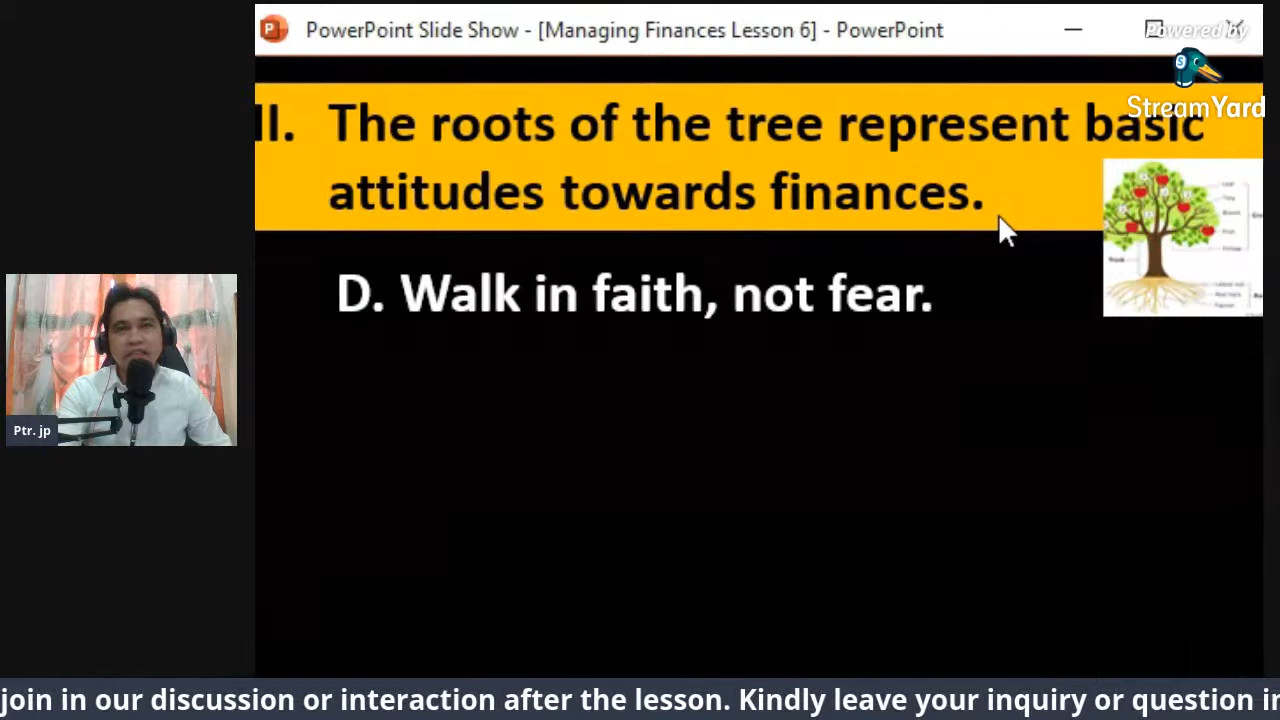 PowerPoint Slide Show - [Managing Finances Lesson 6] - PowerPoint
Powered by
StreamYard
II. The roots of the tree represent basic
attitudes towards finances.
D. Walk in faith, not fear.
Ptr. jp
join in our discussion or interaction after the lesson. Kindly leave your inquiry or question in